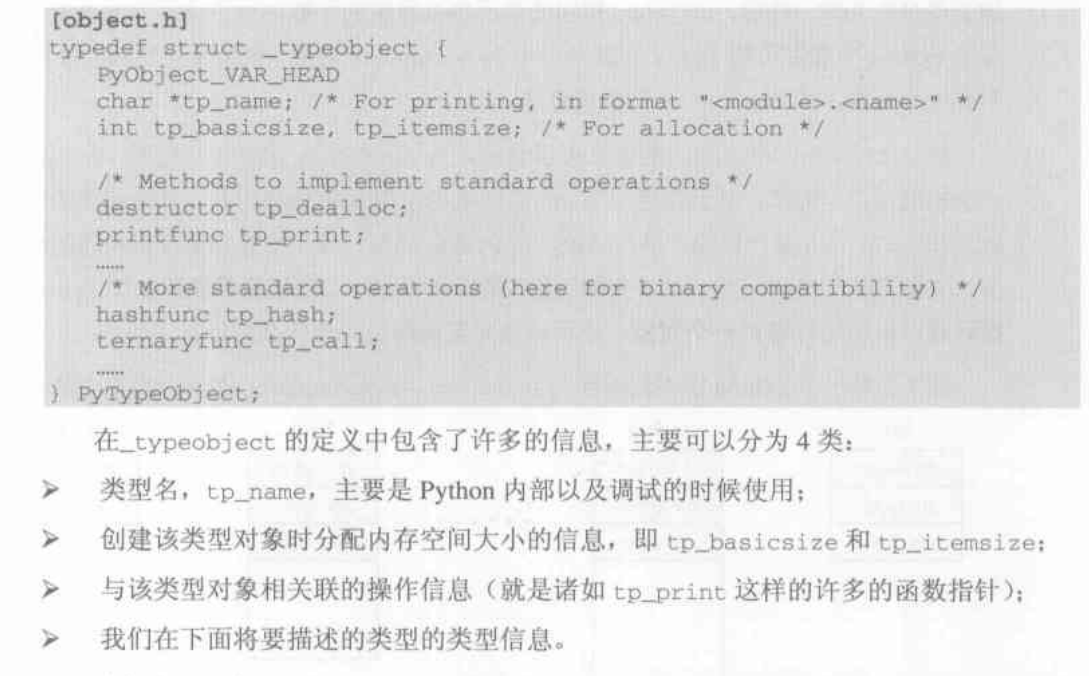 [object.h]
typedef struct _typeobject {
PyObject_VAR_HEAD
char *tp_name; /* For printing, in format "<module>.<name>" */
int tp_basicsize, tp_itemsize; /* For allocation */
/* Methods to implement standard operations */
destructor tp_dealloc;
printfunc tp_print;
……
/* More standard operations (here for binary compatibility) */
hashfunc tp_hash;
ternaryfunc tp_call;
……
} PyTypeObject;
在_typeobject 的定义中包含了许多的信息，主要可以分为 4 类：
➢ 类型名，tp_name，主要是 Python 内部以及调试的时候使用；
➢ 创建该类型对象时分配内存空间大小的信息，即 tp_basicsize 和 tp_itemsize；
➢ 与该类型对象相关联的操作信息（就是诸如 tp_print 这样的许多的函数指针）；
➢ 我们在下面将要描述的类型的类型信息。